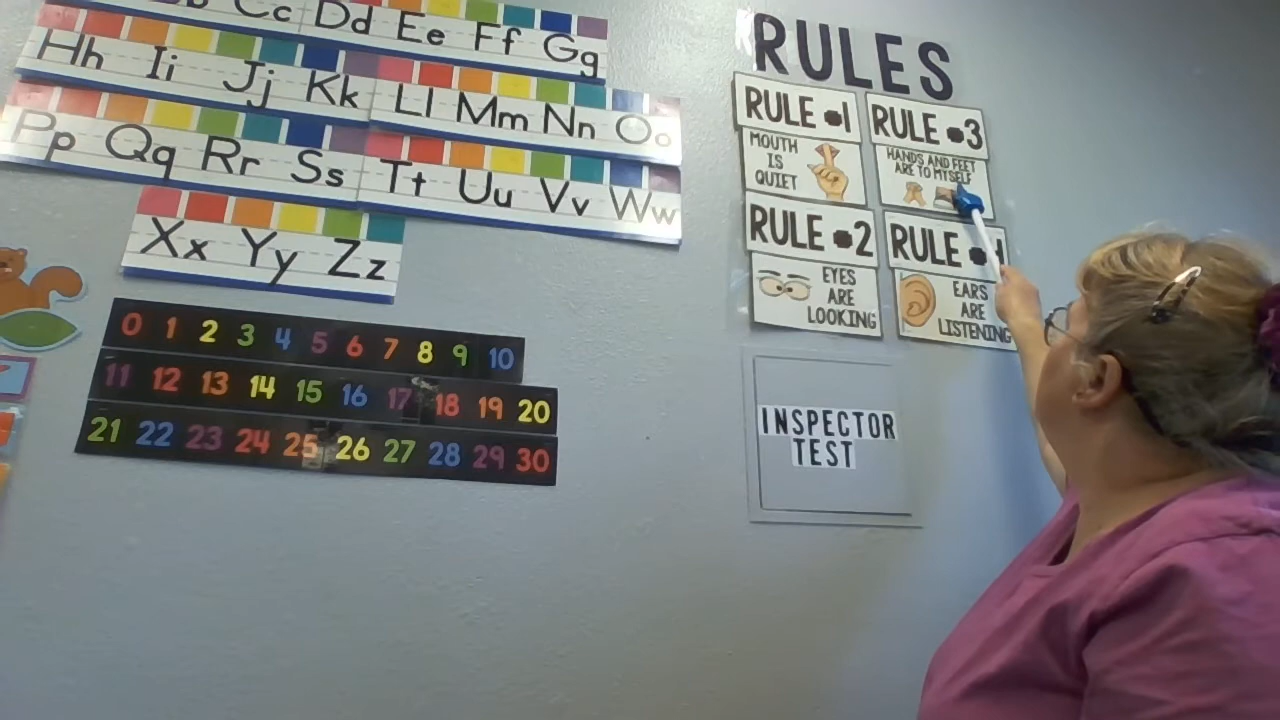 Cc Dd Ee Ff Gg
Hh Ii Jj Kk Ll Mm Nn Oo
Pp Qq Rr Ss Tt Uu Vv Ww
Xx Yy Zz
0 1 2 3 4 5 6 7 8 9 10
11 12 13 14 15 16 17 18 19 20
21 22 23 24 25 26 27 28 29 30
RULES
RULE #1
MOUTH
IS
QUIET
RULE #2
EYES
ARE
LOOKING
RULE #3
HANDS AND FEET
ARE TO MYSELF
RULE #4
EARS
ARE
LISTENING
INSPECTOR
TEST